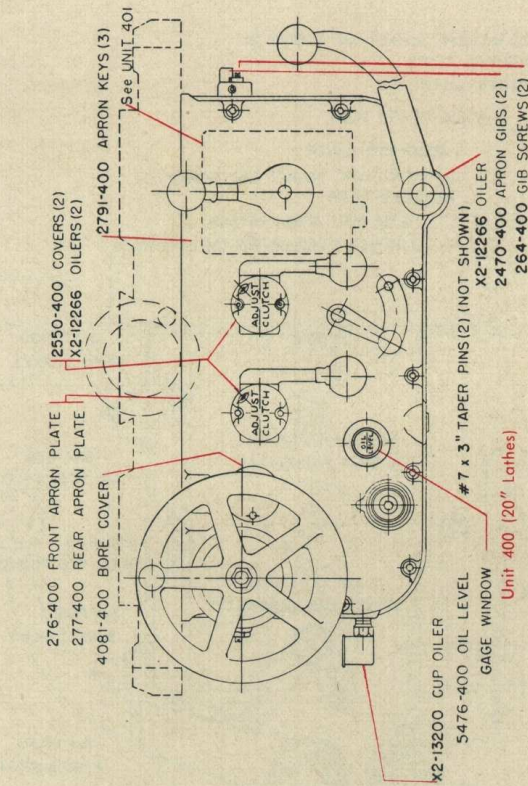 276-400 FRONT APRON PLATE
277-400 REAR APRON PLATE
4081-400 BORE COVER
2550-400 COVERS (2)
X2-12266 OILERS (2)
2791-400 APRON KEYS (3)
See UNIT 401
ADJUST
CLUTCH
ADJUST
CLUTCH
OIL
LEVEL
X2-13200 CUP OILER
5476-400 OIL LEVEL
GAGE WINDOW
#7 x 3" TAPER PINS (2) (NOT SHOWN)
X2-12266 OILER
2470-400 APRON GIBS (2)
264-400 GIB SCREWS (2)
Unit 400 (20" Lathes)